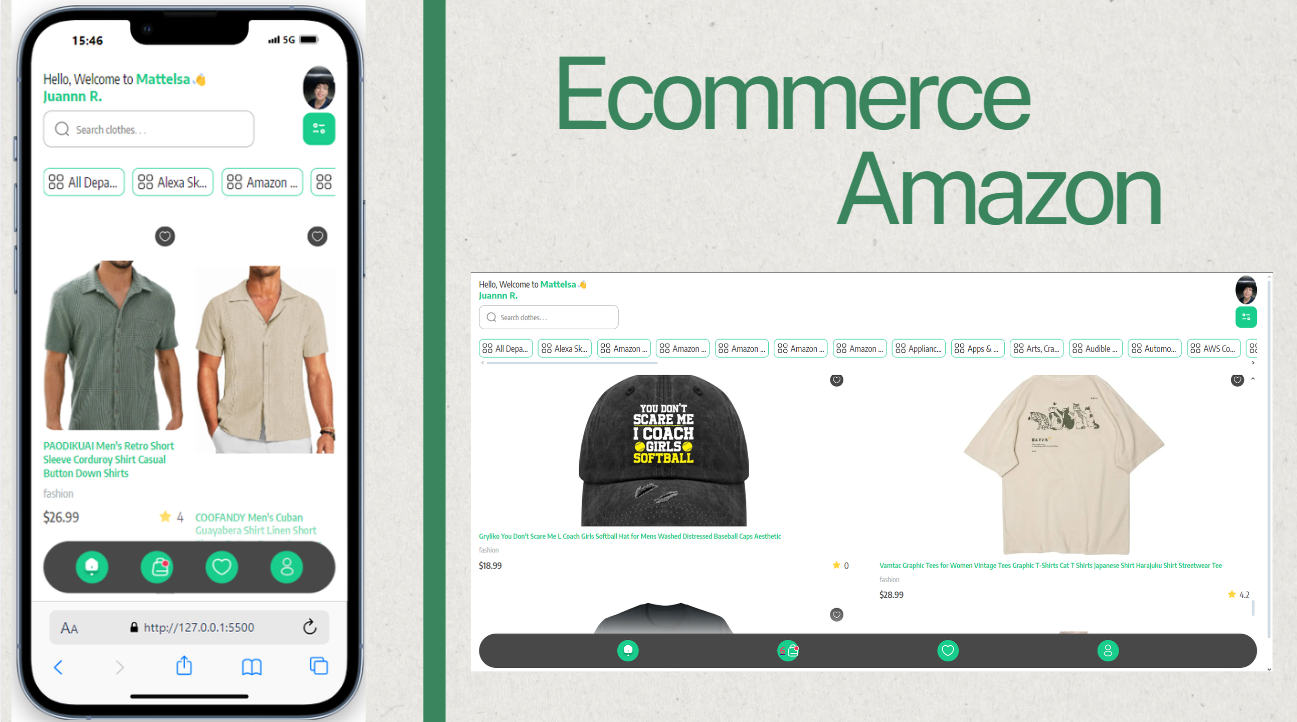 15:46
5G
Hello, Welcome to Mattelsa 👋
Juannn R.
Search clothes. . .
All Depa...
Alexa Sk...
Amazon ...
PAODIKUAI Men's Retro Short
Sleeve Corduroy Shirt Casual
Button Down Shirts
fashion
$26.99
4
COOFANDY Men's Cuban
Guayabera Shirt Linen Short
AA
http://127.0.0.1:5500
Ecommerce
Amazon
Hello, Welcome to Mattelsa 👋
Juannn R.
Search clothes. . .
All Depa...
Alexa Sk...
Amazon ...
Amazon ...
Amazon ...
Amazon ...
Amazon ...
Applianc...
Apps & ...
Arts, Cra...
Audible ...
Automo...
AWS Co...
YOU DON'T
SCARE ME
I COACH
GIRLS
SOFTBALL
Grylike You Don't Scare Me L Coach Girls Softball Hat for Mens Washed Distressed Baseball Caps Aesthetic
fashion
$18.99
0
Vamtac Graphic Tees for Women Vintage Tees Graphic T-Shirts Cat T Shirts Japanese Shirt Harajuku Shirt Streetwear Tee
fashion
$28.99
4.2